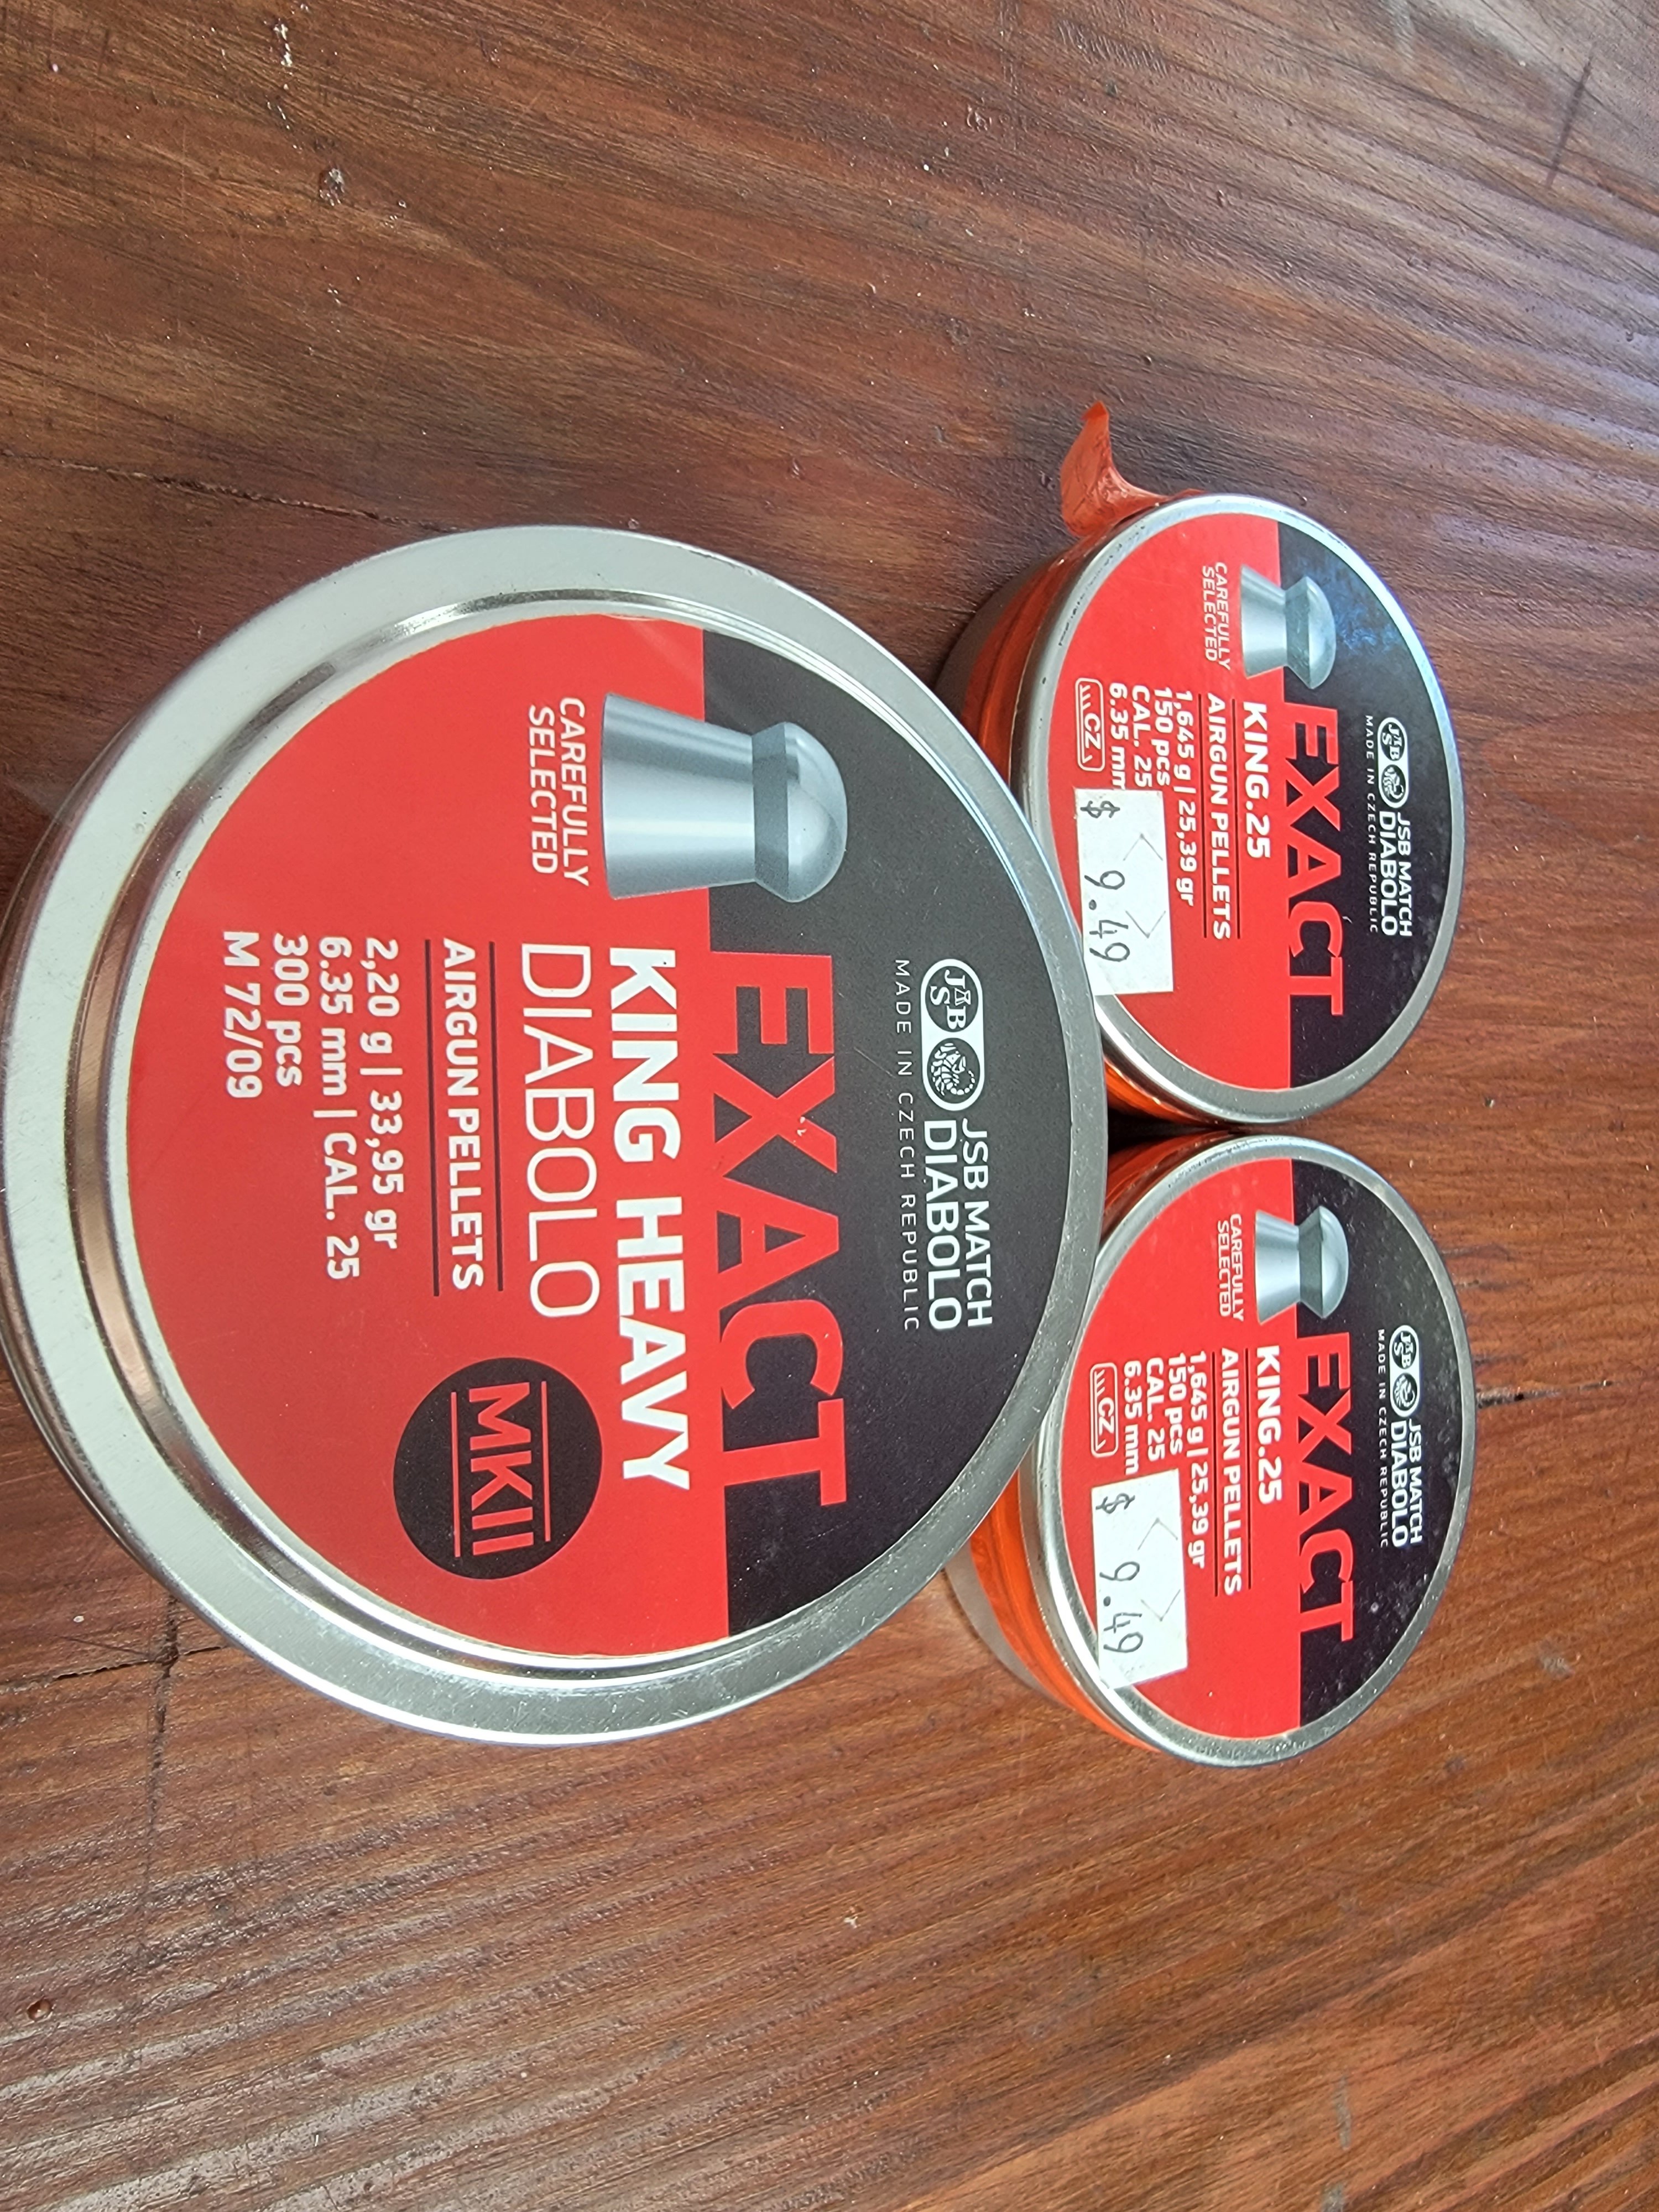 JSB JSB MATCH
DIABOLO
MADE IN CZECH REPUBLIC
EXACT
KING.25
AIRGUN PELLETS
CAREFULLY
SELECTED
1,645 g | 25,39 gr
150 pcs
CAL. 25
6.35 mm
CZ
$ 9.49
JSB JSB MATCH
DIABOLO
MADE IN CZECH REPUBLIC
EXACT
KING.25
AIRGUN PELLETS
CAREFULLY
SELECTED
1,645 g | 25,39 gr
150 pcs
CAL. 25
6.35 mm
CZ
$ 9.49
JSB JSB MATCH
DIABOLO
MADE IN CZECH REPUBLIC
EXACT
KING HEAVY
DIABOLO
CAREFULLY
SELECTED
AIRGUN PELLETS
2,20 g | 33,95 gr
6.35 mm | CAL. 25
300 pcs
M 72/09
MKII